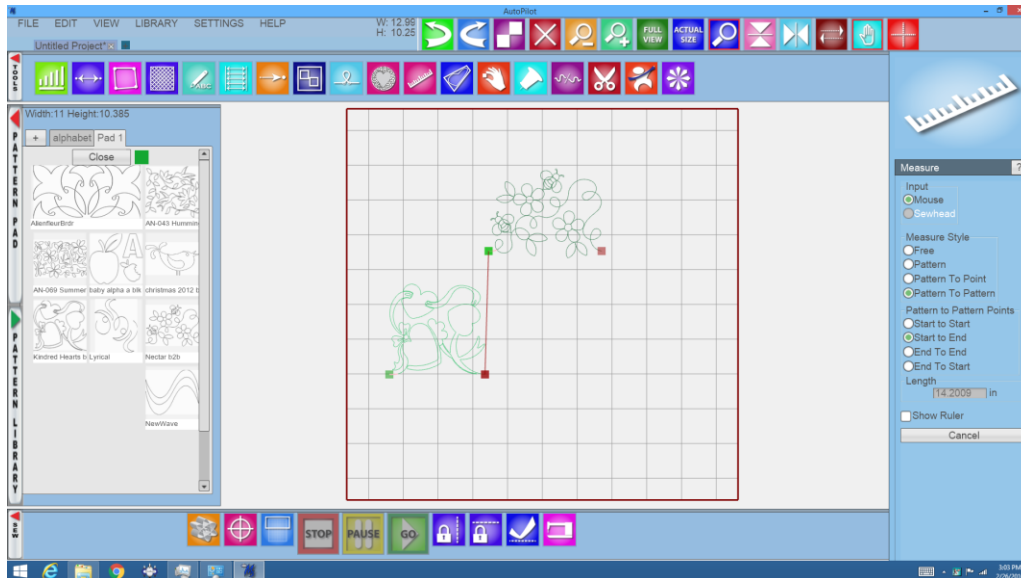 AutoPilot
FILE EDIT VIEW LIBRARY SETTINGS HELP
W: 12.99
H: 10.25
FULL VIEW
ACTUAL SIZE
Untitled Project*
TOOLS
ABC
Width:11 Height:10.385
+ alphabet Pad 1
Close
PATTERN PAD
AlienfleurBrdr
AN-043 Hummin
AN-069 Summer
baby alpha a blk
christmas 2012 b
Kindred Hearts b
Lyrical
Nectar b2b
NewWave
PATTERN LIBRARY
Measure ?
Input
Mouse
Sewhead
Measure Style
Free
Pattern
Pattern To Point
Pattern To Pattern
Pattern to Pattern Points
Start to Start
Start to End
End To End
End To Start
Length
14.2009 in
Show Ruler
Cancel
SEW
STOP
PAUSE
GO
3:03 PM